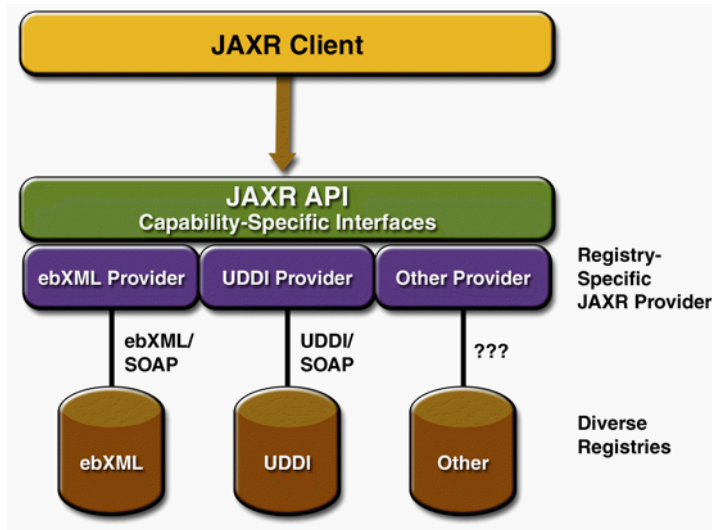 JAXR Client
JAXR API
Capability-Specific Interfaces
ebXML Provider
UDDI Provider
Other Provider
Registry-
Specific
JAXR Provider
ebXML/
SOAP
UDDI/
SOAP
???
ebXML
UDDI
Other
Diverse
Registries